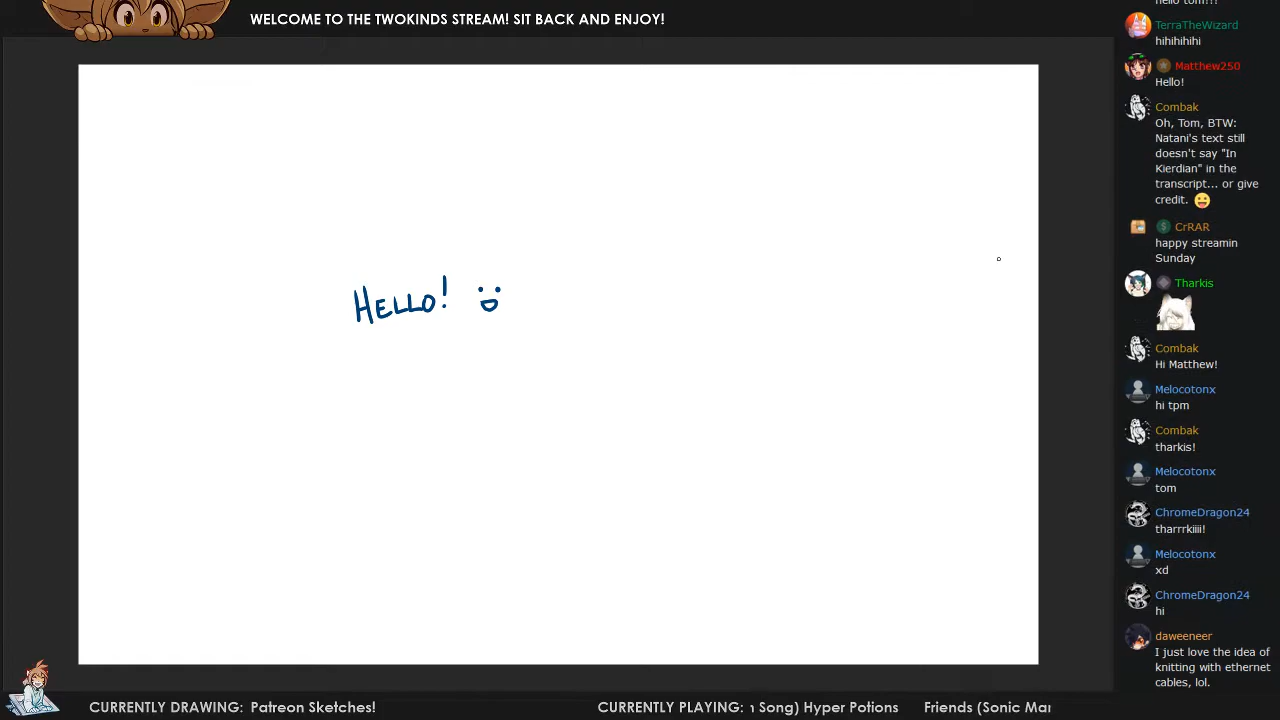 WELCOME TO THE TWOKINDS STREAM! SIT BACK AND ENJOY!
HELLO!
hello tom!!!
TerraTheWizard
hihihihihi
Matthew250
Hello!
Combak
Oh, Tom, BTW:
Natani's text still
doesn't say "In
Kierdian" in the
transcript... or give
credit. 😛
CrRAR
happy streamin
Sunday
Tharkis
Combak
Hi Matthew!
Melocotonx
hi tpm
Combak
tharkis!
Melocotonx
tom
ChromeDragon24
tharrrkiiii!
Melocotonx
xd
ChromeDragon24
hi
daweeneer
I just love the idea of
knitting with ethernet
cables, lol.
CURRENTLY DRAWING: Patreon Sketches!
CURRENTLY PLAYING: Song) Hyper Potions Friends (Sonic